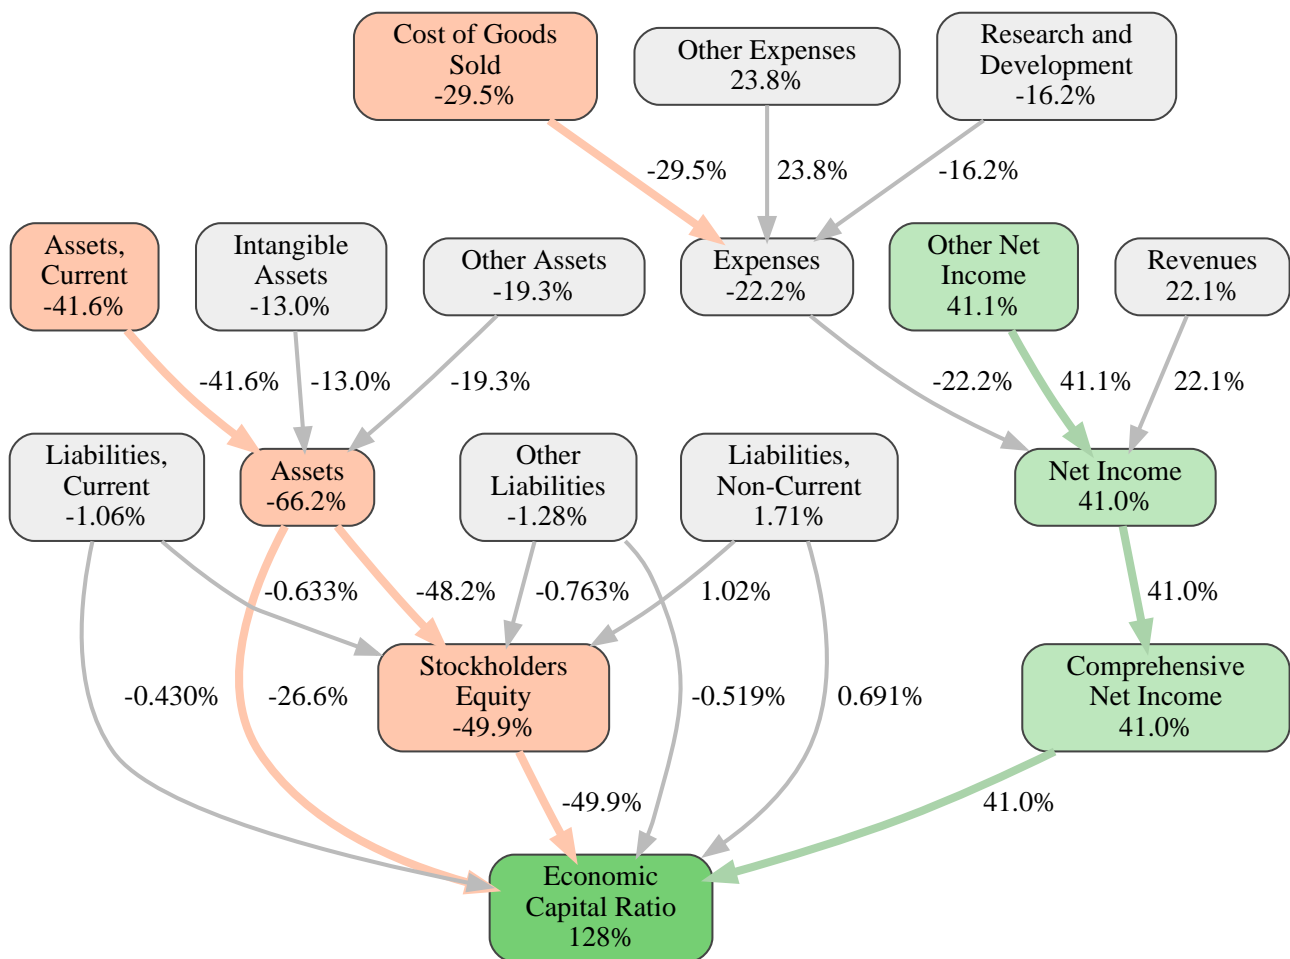 Cost of Goods
Sold
-29.5%
Other Expenses
23.8%
Research and
Development
-16.2%
-29.5%
23.8%
-16.2%
Assets,
Current
-41.6%
Intangible
Assets
-13.0%
Other Assets
-19.3%
Expenses
-22.2%
Other Net
Income
41.1%
Revenues
22.1%
-41.6%
-13.0%
-19.3%
-22.2%
41.1%
22.1%
Liabilities,
Current
-1.06%
Assets
-66.2%
Other
Liabilities
-1.28%
Liabilities,
Non-Current
1.71%
Net Income
41.0%
-0.633%
-48.2%
-0.763%
1.02%
41.0%
Stockholders
Equity
-49.9%
Comprehensive
Net Income
41.0%
-0.430%
-26.6%
-0.519%
0.691%
-49.9%
41.0%
Economic
Capital Ratio
128%